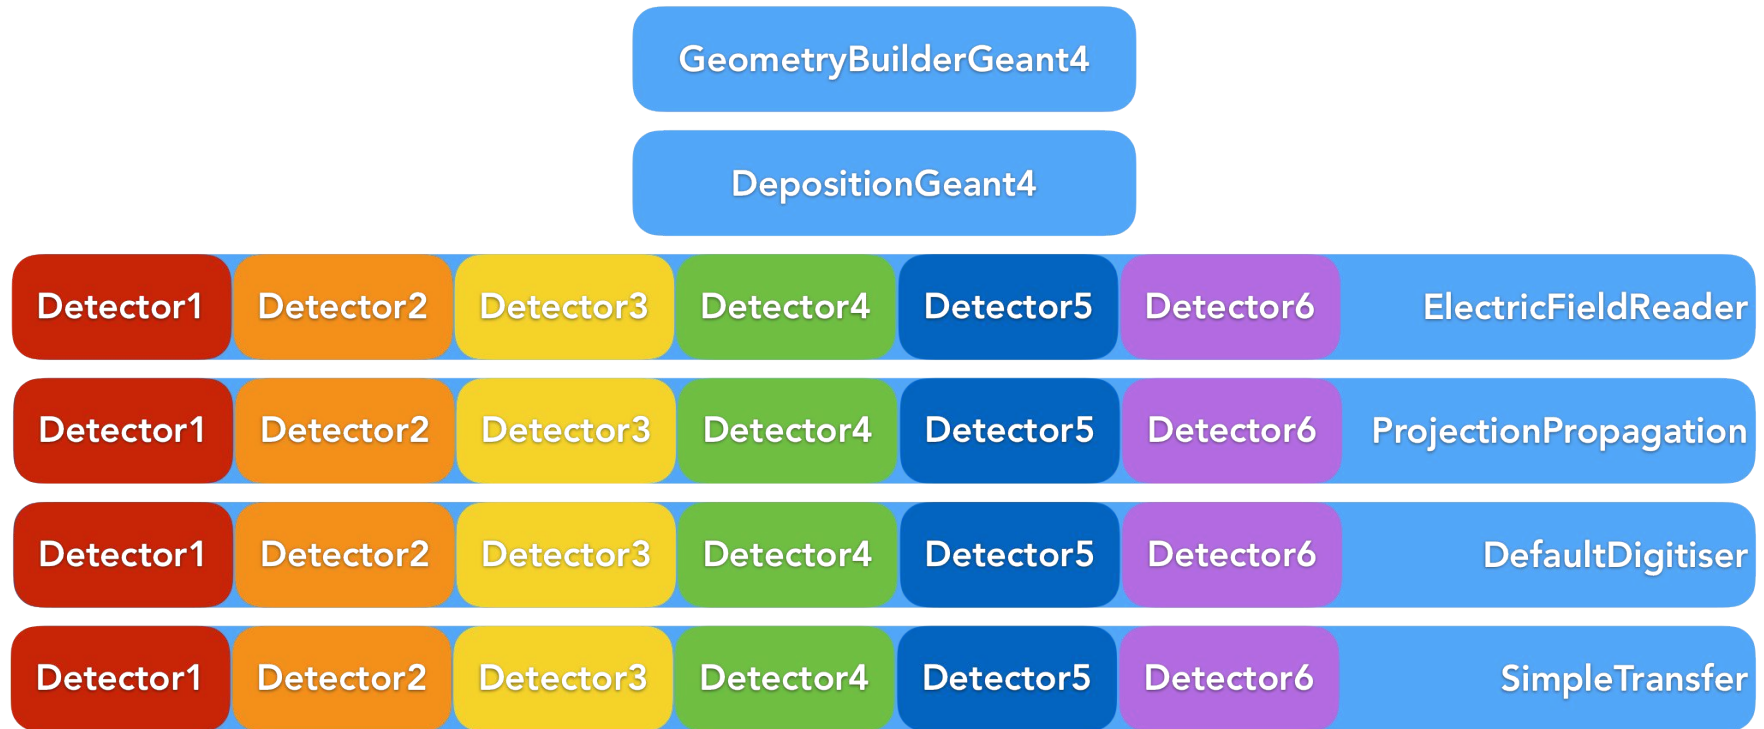 GeometryBuilderGeant4
DepositionGeant4
Detector1 Detector2 Detector3 Detector4 Detector5 Detector6 ElectricFieldReader
Detector1 Detector2 Detector3 Detector4 Detector5 Detector6 ProjectionPropagation
Detector1 Detector2 Detector3 Detector4 Detector5 Detector6 DefaultDigitiser
Detector1 Detector2 Detector3 Detector4 Detector5 Detector6 SimpleTransfer